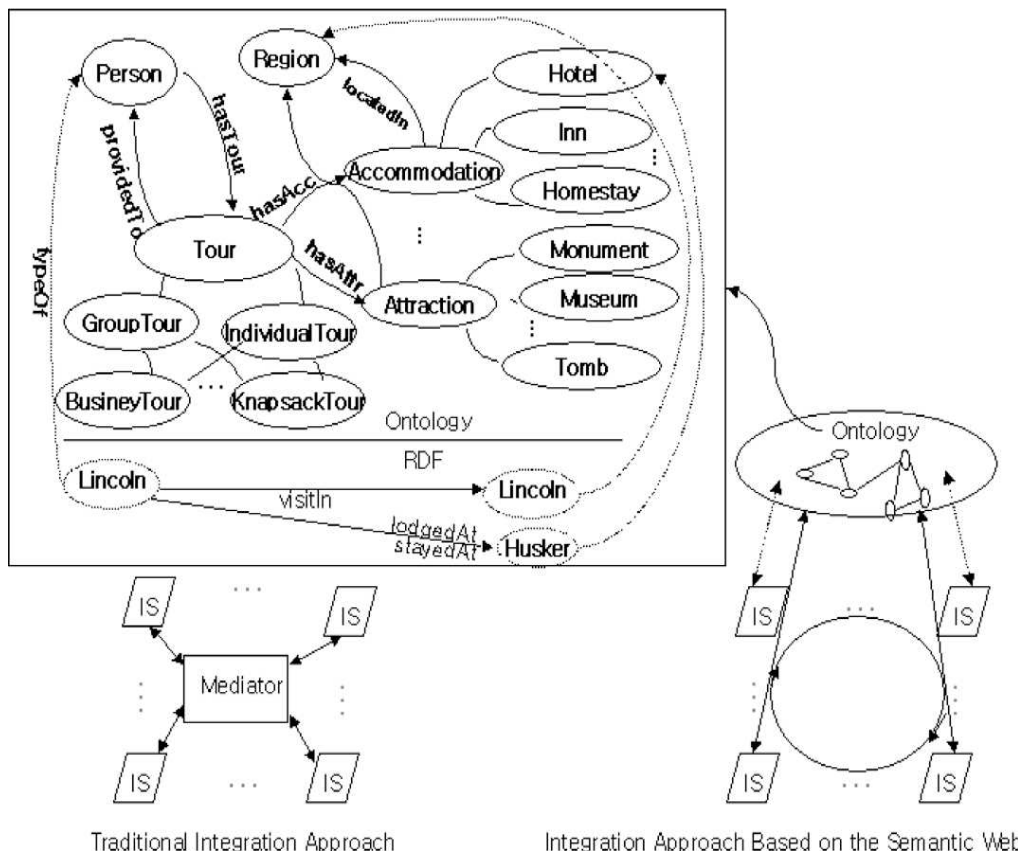 Person
Region
Hotel
hasTour
locatedIn
Inn
providedTo
Accommodation
hasAcc
Homestay
Tour
Monument
hasAttr
typeOf
Attraction
Museum
GroupTour
IndividualTour
Tomb
BusineyTour
KnapsackTour
Ontology
RDF
Lincoln
visitIn
Lincoln
lodgedAt
stayedAt
Husker
Ontology
IS
IS
IS
IS
Mediator
IS
IS
IS
IS
Traditional Integration Approach
Integration Approach Based on the Semantic Web